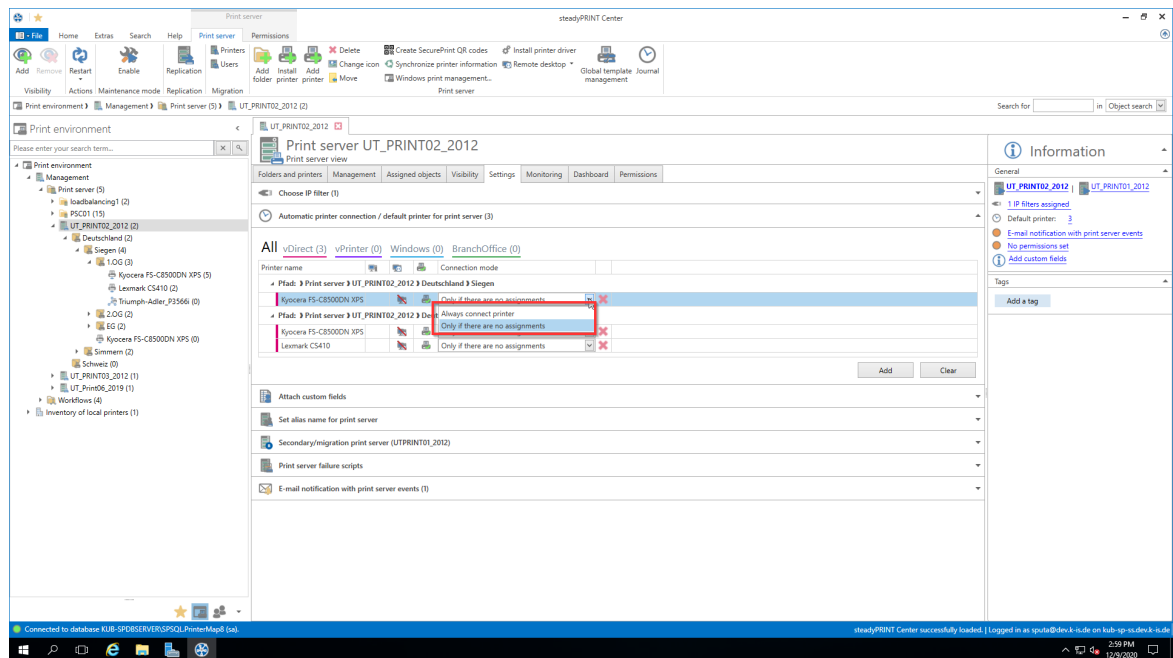 Print server
steadyPRINT Center
File Home Extras Search Help Print server Permissions
Add Remove
Restart
Enable
Replication
Printers
Users
Add folder
Install printer
Add printer
Delete
Change icon
Move
Create SecurePrint QR codes
Synchronize printer information
Windows print management...
Install printer driver
Remote desktop
Global template management
Journal
Visibility Actions Maintenance mode Replication Migration Print server
Print environment Management Print server (5) UT_PRINT02_2012 (2)
Search for in Object search
Print environment
Please enter your search term...
Print environment
Management
Print server (5)
loadbalancing1 (2)
PSC01 (15)
UT_PRINT02_2012 (2)
Deutschland (2)
Siegen (4)
1.OG (3)
Kyocera FS-C8500DN XPS (5)
Lexmark CS410 (2)
Triumph-Adler_P3566i (0)
2.OG (2)
EG (2)
Kyocera FS-C8500DN XPS (0)
Simmern (2)
Schweiz (0)
UT_PRINT03_2012 (1)
UT_Print06_2019 (1)
Workflows (4)
Inventory of local printers (1)
UT_PRINT02_2012
Print server UT_PRINT02_2012
Print server view
Folders and printers Management Assigned objects Visibility Settings Monitoring Dashboard Permissions
Choose IP filter (1)
Automatic printer connection / default printer for print server (3)
All vDirect (3) vPrinter (0) Windows (0) BranchOffice (0)
Printer name Connection mode
Pfad: Print server UT_PRINT02_2012 Deutschland Siegen
Kyocera FS-C8500DN XPS Only if there are no assignments
Always connect printer
Only if there are no assignments
Pfad: Print server UT_PRINT02_2012
Kyocera FS-C8500DN XPS
Lexmark CS410 Only if there are no assignments
Add Clear
Attach custom fields
Set alias name for print server
Secondary/migration print server (UTPRINT01_2012)
Print server failure scripts
E-mail notification with print server events (1)
Information
General
UT_PRINT02_2012 | UT_PRINT01_2012
1 IP filters assigned
Default printer: 3
E-mail notification with print server events
No permissions set
Add custom fields
Tags
Add a tag
Connected to database KUB-SPDBSERVER\SPSQL.PrinterMap8 (sa).
steadyPRINT Center successfully loaded. | Logged in as sputa@dev.k-is.de on kub-sp-ss.dev.k-is.de
2:59 PM
12/9/2020